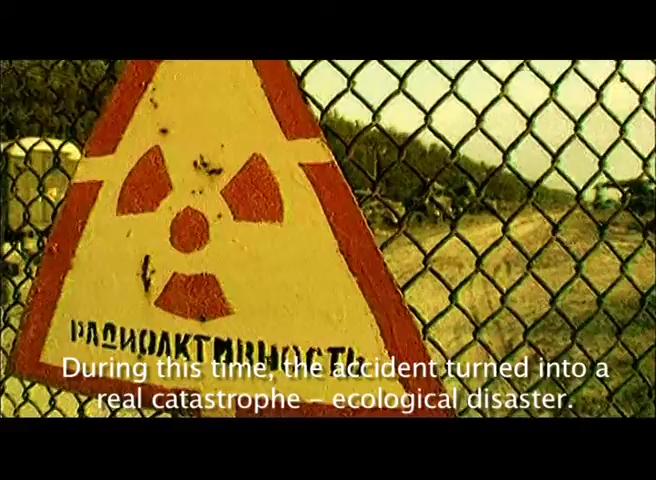 РАДИОАКТИВНОСТЬ
During this time, the accident turned into a
real catastrophe – ecological disaster.